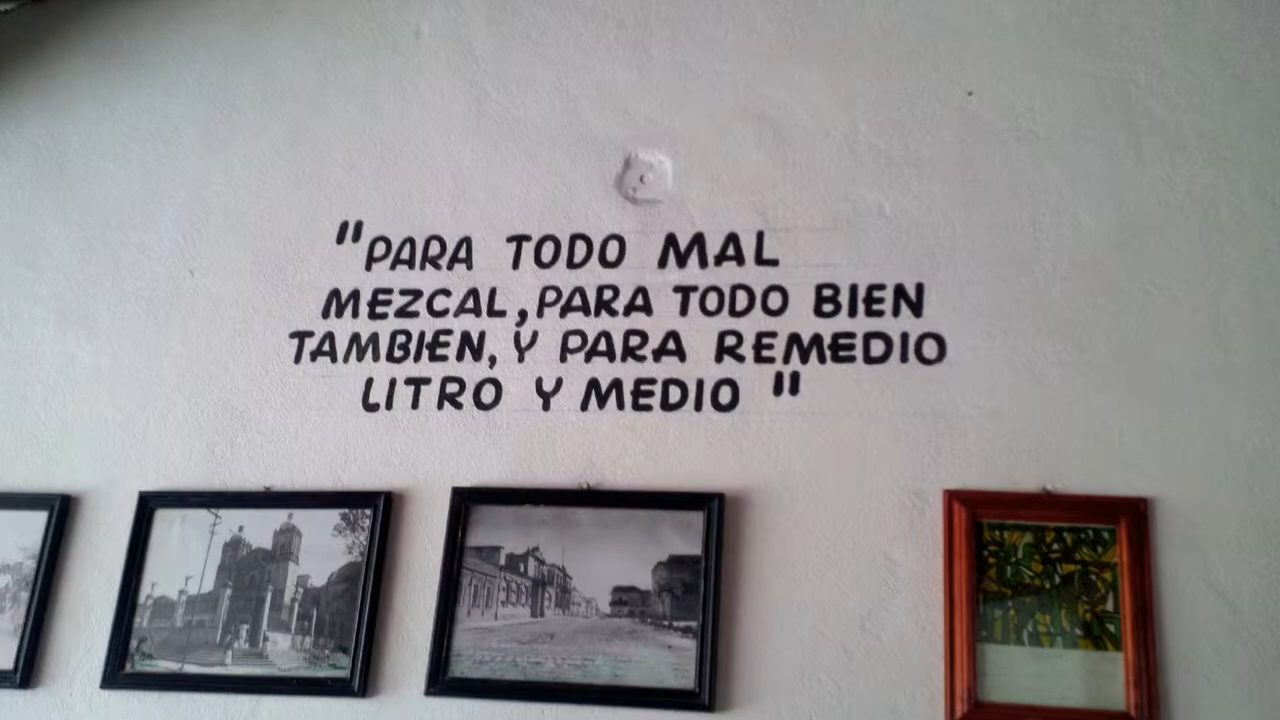 "PARA TODO MAL
MEZCAL, PARA TODO BIEN
TAMBIEN, Y PARA REMEDIO
LITRO Y MEDIO "